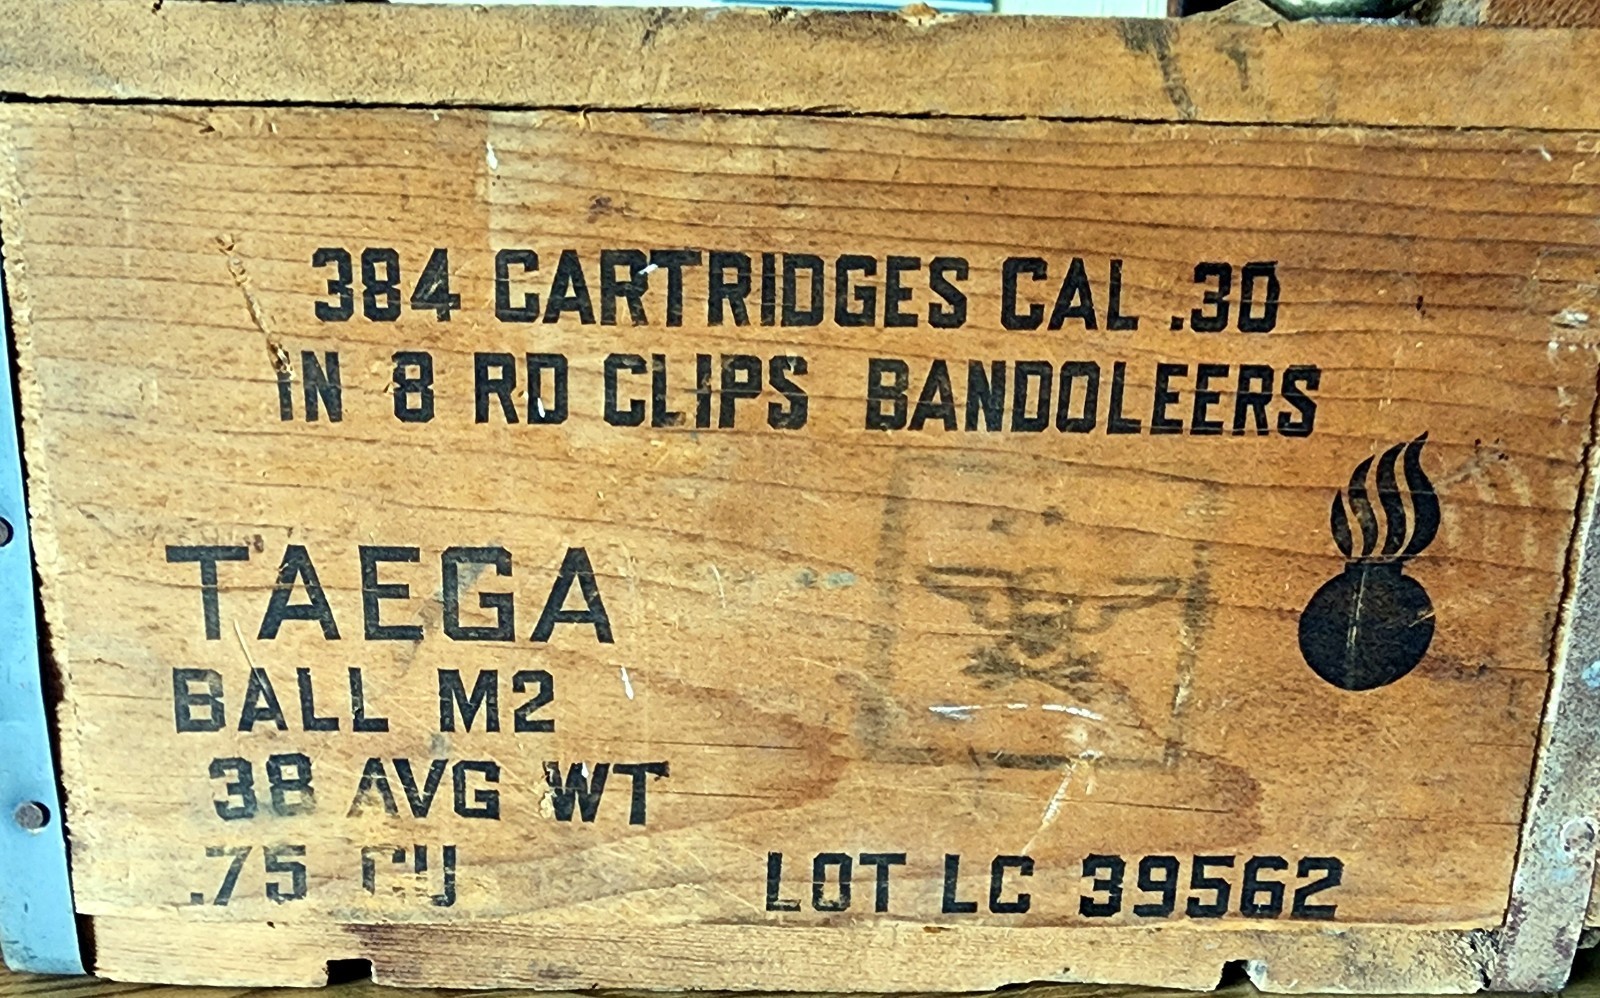 384 CARTRIDGES CAL .30
IN 8 RD CLIPS BANDOLEERS
TAEGA
BALL M2
38 AVG WT
.75 CU
LOT LC 39562